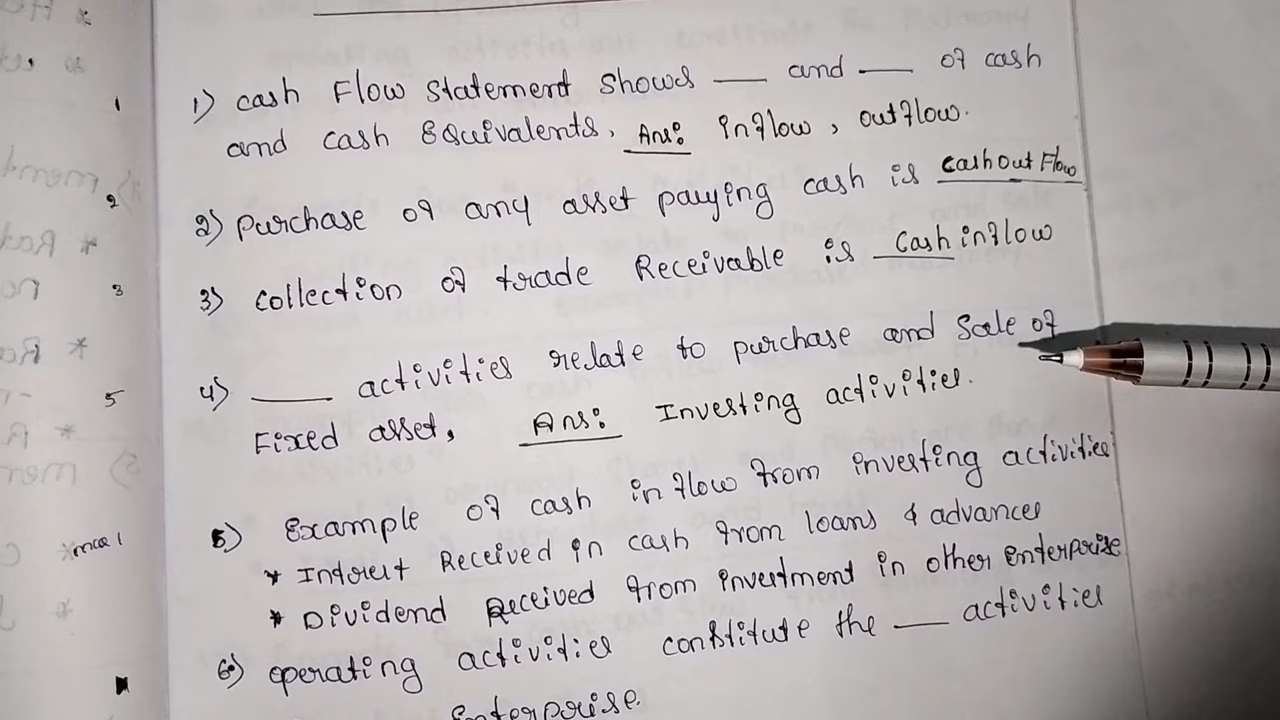 1) cash Flow statement shows ___ and ___ of cash
and cash Equivalents. Ans: inflow, outflow.
2) purchase of any asset paying cash is cash out Flow
3) collection of trade Receivable is cash inflow
4) ___ activities relate to purchase and sale of
Fixed asset, Ans: Investing activities.
5) Example of cash inflow from investing activities
* Interest Received in cash from loans & advances
* Dividend Received from investment in other enterprise
6) operating activities constitute the ___ activities
Enterprise.
1
2
3
5